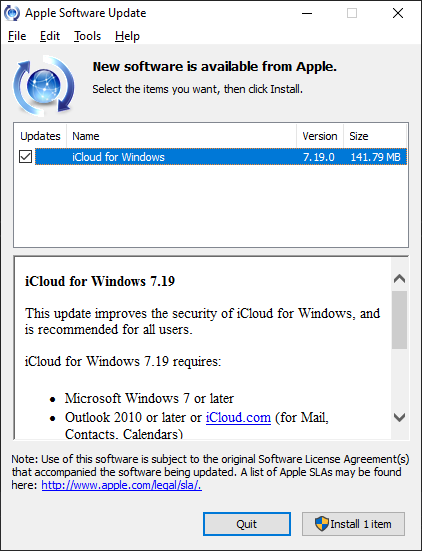 Apple Software Update
File Edit Tools Help
New software is available from Apple.
Select the items you want, then click Install.
Updates Name Version Size
iCloud for Windows 7.19.0 141.79 MB
iCloud for Windows 7.19
This update improves the security of iCloud for Windows, and
is recommended for all users.
iCloud for Windows 7.19 requires:
• Microsoft Windows 7 or later
• Outlook 2010 or later or iCloud.com (for Mail,
Contacts, Calendars)
Note: Use of this software is subject to the original Software License Agreement(s)
that accompanied the software being updated. A list of Apple SLAs may be found
here: http://www.apple.com/legal/sla/.
Quit Install 1 item